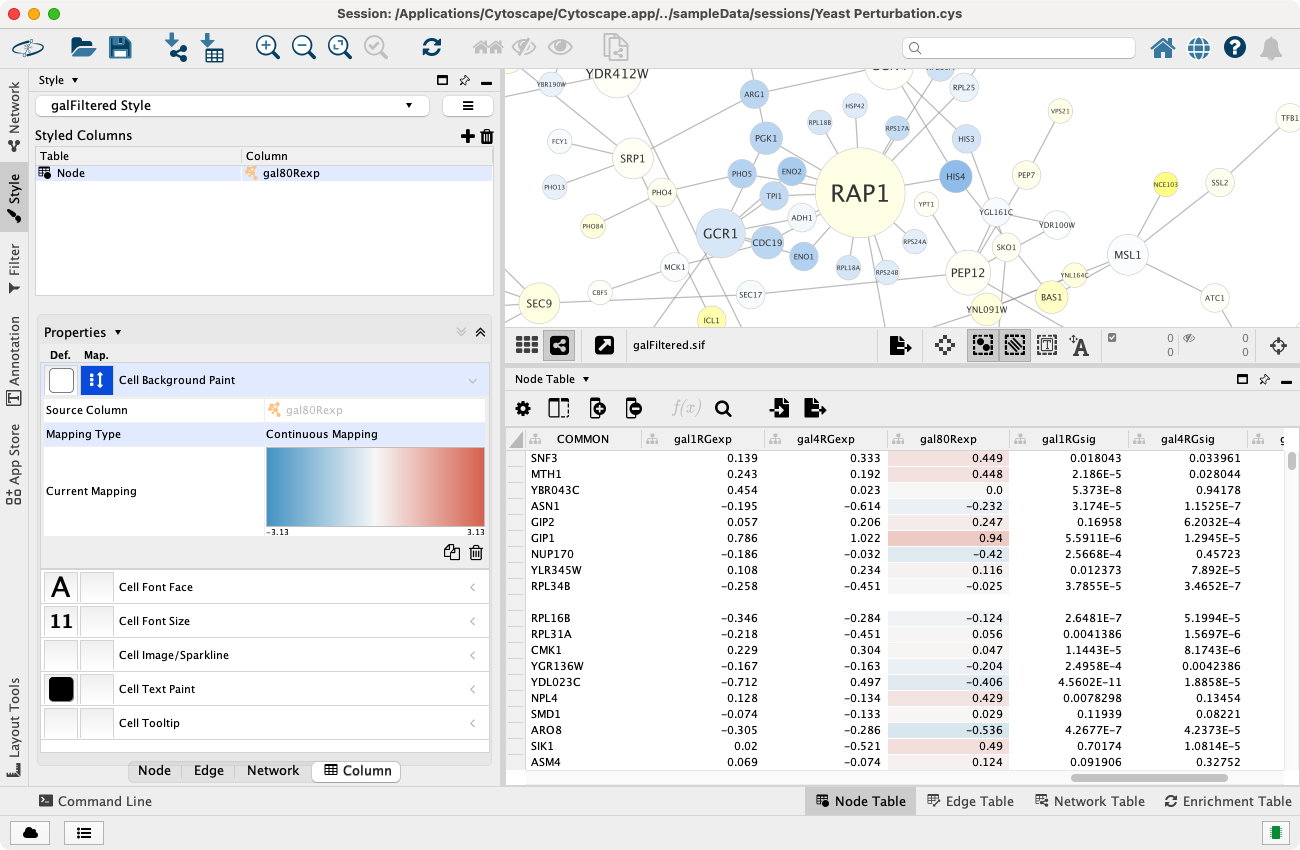 Session: /Applications/Cytoscape/Cytoscape.app/../sampleData/sessions/Yeast Perturbation.cys
Network
Style
Filter
Annotation
App Store
Layout Tools
Style
galFiltered Style
Styled Columns
Table Column
Node gal80Rexp
Properties
Def. Map.
Cell Background Paint
Source Column gal80Rexp
Mapping Type Continuous Mapping
Current Mapping
-3.13 3.13
A Cell Font Face
11 Cell Font Size
Cell Image/Sparkline
Cell Text Paint
Cell Tooltip
Node Edge Network Column
YDR412W
YBR190W
ARG1
HSP42
RPL25
VPS21
TFB1
FCY1
PGK1
RPL18B
RPS17A
HIS3
SRP1
PHO5
ENO2
HIS4
PEP7
NCE103
SSL2
PHO13
PHO4
TPI1
RAP1
YPT1
YGL161C
PHO84
GCR1
ADH1
CDC19
RPS24A
SKO1
YDR100W
MSL1
MCK1
ENO1
RPL18A
RPS24B
PEP12
YNL164C
CBF5
SEC17
SEC9
BAS1
ATC1
YNL091W
ICL1
galFiltered.sif
0 0
0 0
Node Table
f(x)
COMMON gal1RGexp gal4RGexp gal80Rexp gal1RGsig gal4RGsig g
SNF3 0.139 0.333 0.449 0.018043 0.033961
MTH1 0.243 0.192 0.448 2.186E-5 0.028044
YBR043C 0.454 0.023 0.0 5.373E-8 0.94178
ASN1 -0.195 -0.614 -0.232 3.174E-5 1.1525E-7
GIP2 0.057 0.206 0.247 0.16958 6.2032E-4
GIP1 0.786 1.022 0.94 5.5911E-6 1.2945E-5
NUP170 -0.186 -0.032 -0.42 2.5668E-4 0.45723
YLR345W 0.108 0.234 0.116 0.012373 7.892E-5
RPL34B -0.258 -0.451 -0.025 3.7855E-5 3.4652E-7
RPL16B -0.346 -0.284 -0.124 2.6481E-7 5.1994E-5
RPL31A -0.218 -0.451 0.056 0.0041386 1.5697E-6
CMK1 0.229 0.304 0.047 1.1443E-5 8.1743E-6
YGR136W -0.167 -0.163 -0.204 2.4958E-4 0.0042386
YDL023C -0.712 0.497 -0.406 4.5602E-11 1.8858E-5
NPL4 0.128 -0.134 0.429 0.0078298 0.13454
SMD1 -0.074 -0.133 0.029 0.11939 0.08221
ARO8 -0.305 -0.286 -0.536 4.2677E-7 4.2373E-5
SIK1 0.02 -0.521 0.49 0.70174 1.0814E-5
ASM4 0.069 -0.074 0.124 0.091906 0.32752
Command Line
Node Table Edge Table Network Table Enrichment Table